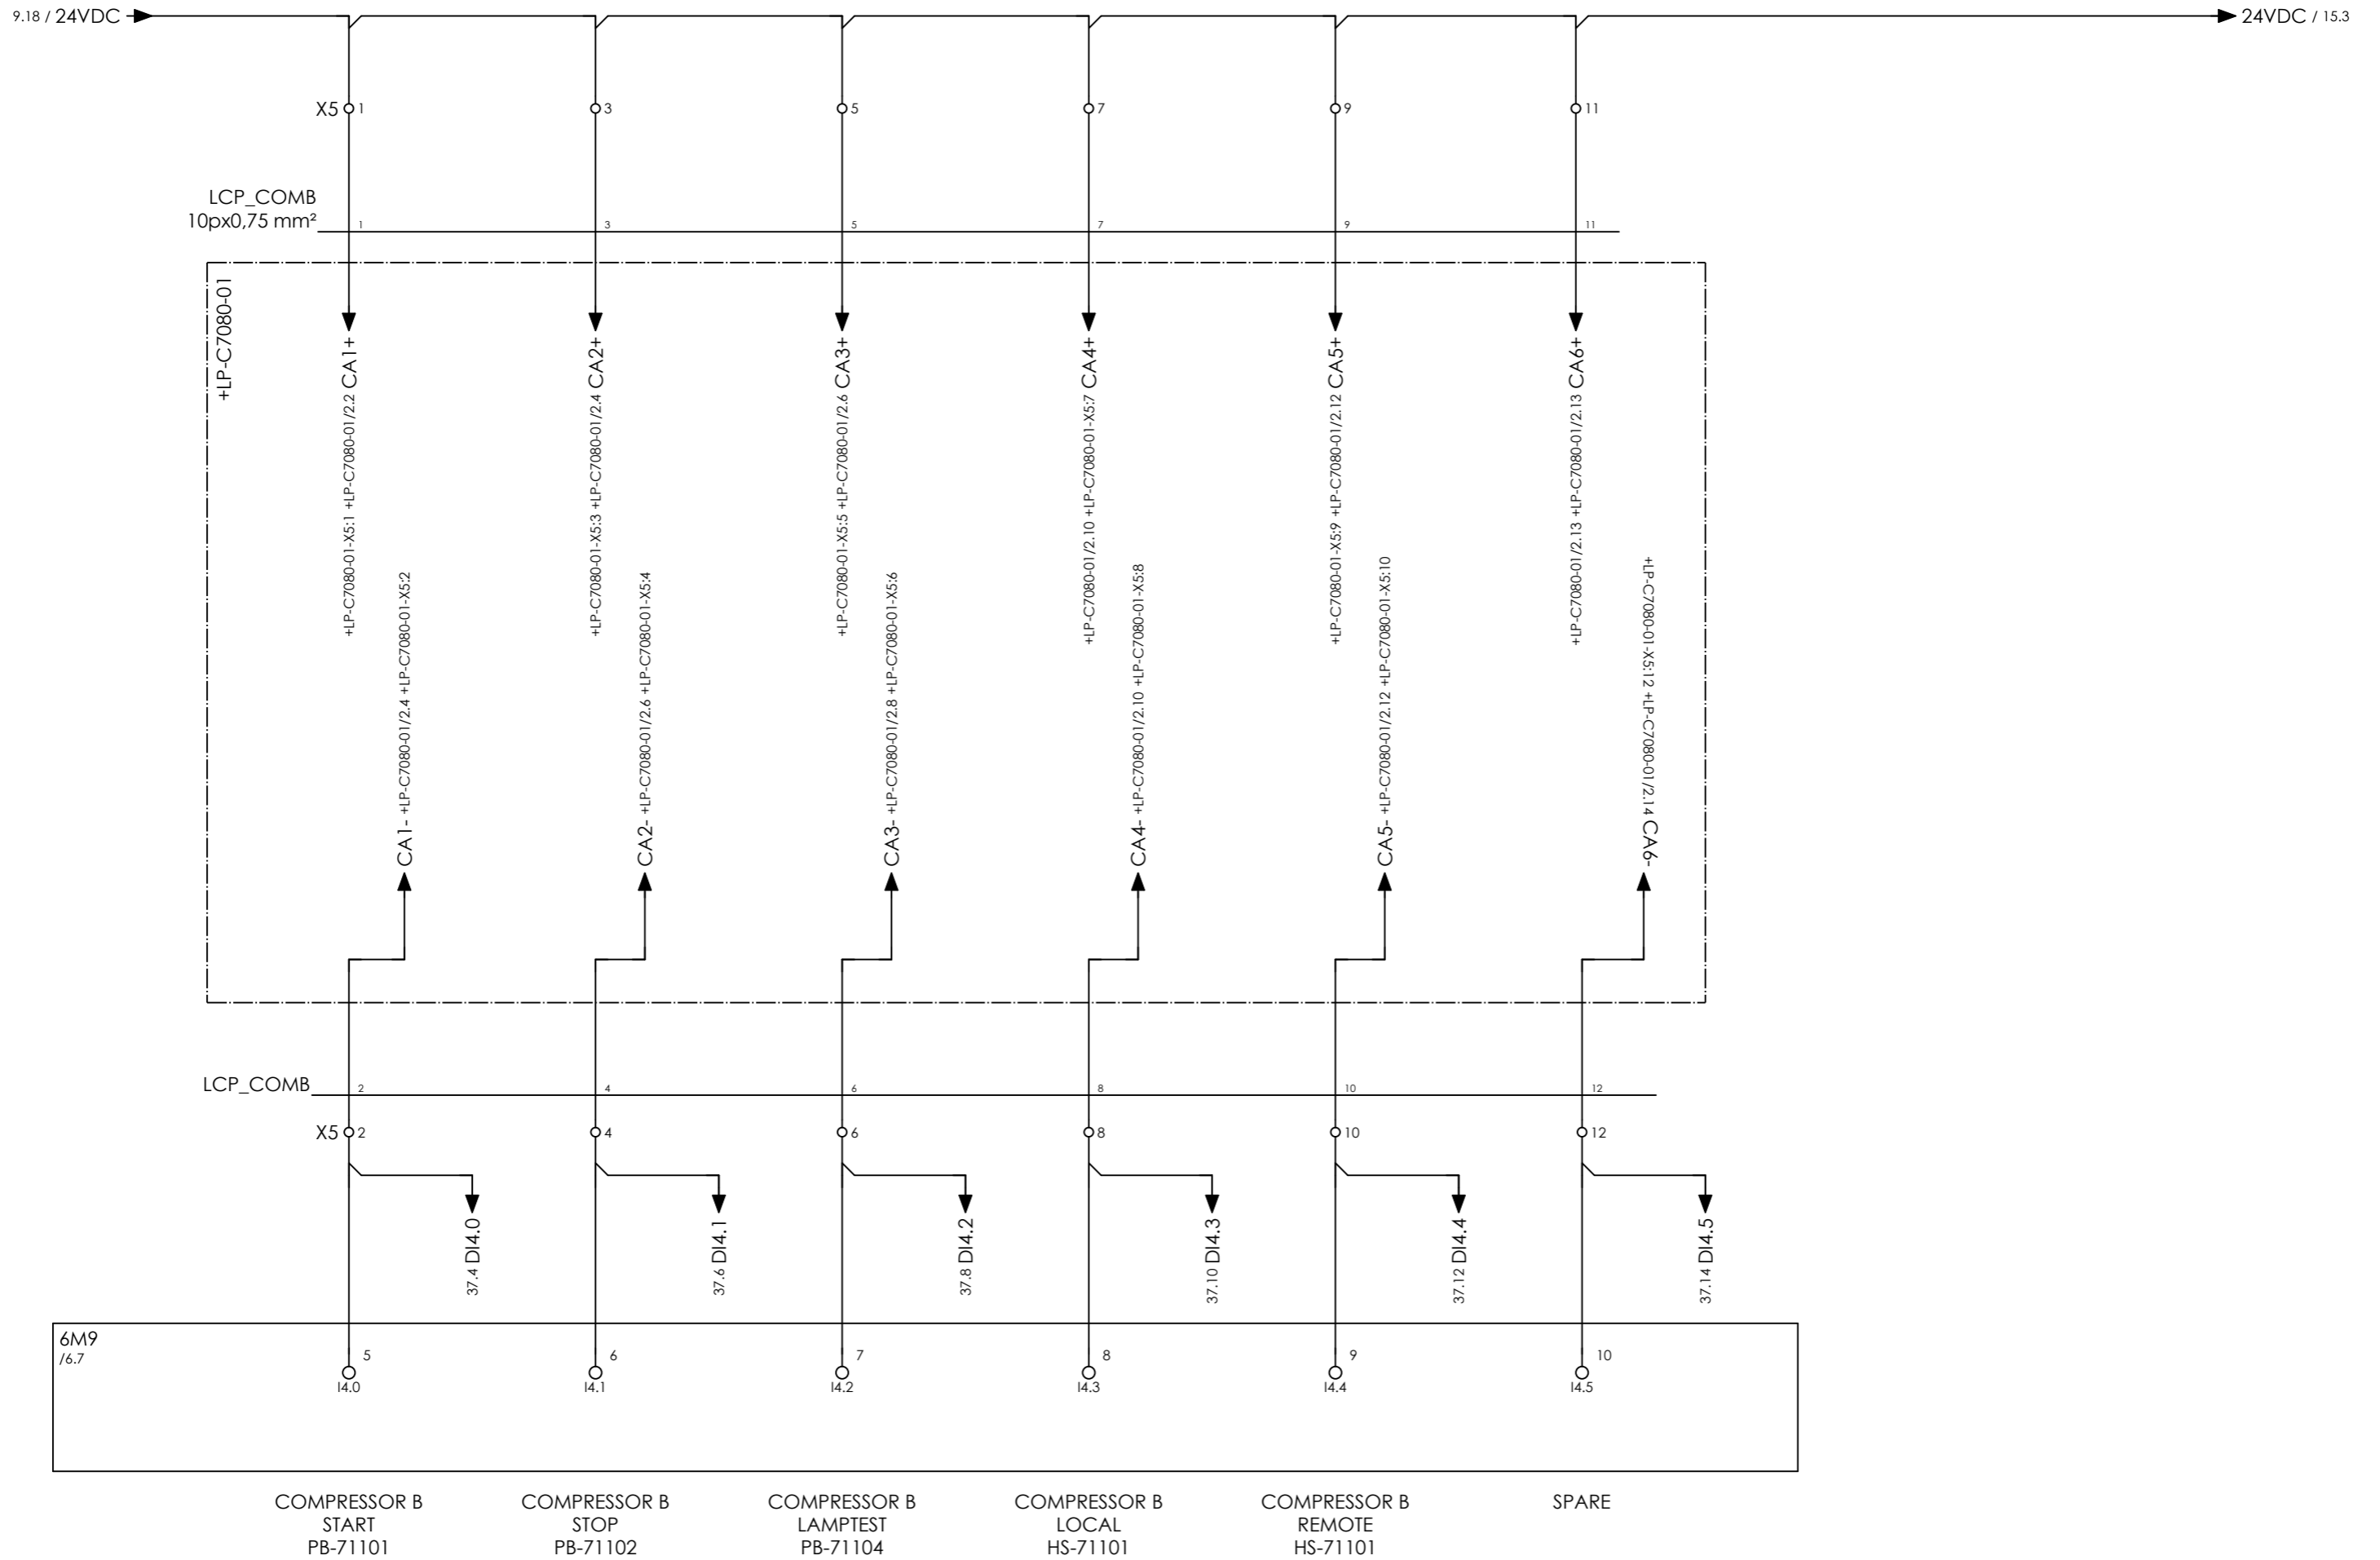 9.18 / 24VDC
24VDC / 15.3
X5 1 3 5 7 9 11
LCP_COMB
10px0,75 mm²
1 3 5 7 9 11
+LP-C7080-01
+LP-C7080-01-X5:1 +LP-C7080-01/2.2 CA1+
CA1- +LP-C7080-01/2.4 +LP-C7080-01-X5:2
+LP-C7080-01-X5:3 +LP-C7080-01/2.4 CA2+
CA2- +LP-C7080-01/2.6 +LP-C7080-01-X5:4
+LP-C7080-01-X5:5 +LP-C7080-01/2.6 CA3+
CA3- +LP-C7080-01/2.8 +LP-C7080-01-X5:6
+LP-C7080-01/2.10 +LP-C7080-01-X5:7 CA4+
CA4- +LP-C7080-01/2.10 +LP-C7080-01-X5:8
+LP-C7080-01-X5:9 +LP-C7080-01/2.12 CA5+
CA5- +LP-C7080-01/2.12 +LP-C7080-01-X5:10
+LP-C7080-01/2.13 +LP-C7080-01/2.13 CA6+
+LP-C7080-01-X5:12 +LP-C7080-01/2.14 CA6-
LCP_COMB 2 4 6 8 10 12
X5 2 4 6 8 10 12
37.4 DI4.0
37.6 DI4.1
37.8 DI4.2
37.10 DI4.3
37.12 DI4.4
37.14 DI4.5
6M9
/6.7
5 6 7 8 9 10
I4.0 I4.1 I4.2 I4.3 I4.4 I4.5
COMPRESSOR B
START
PB-71101
COMPRESSOR B
STOP
PB-71102
COMPRESSOR B
LAMPTEST
PB-71104
COMPRESSOR B
LOCAL
HS-71101
COMPRESSOR B
REMOTE
HS-71101
SPARE